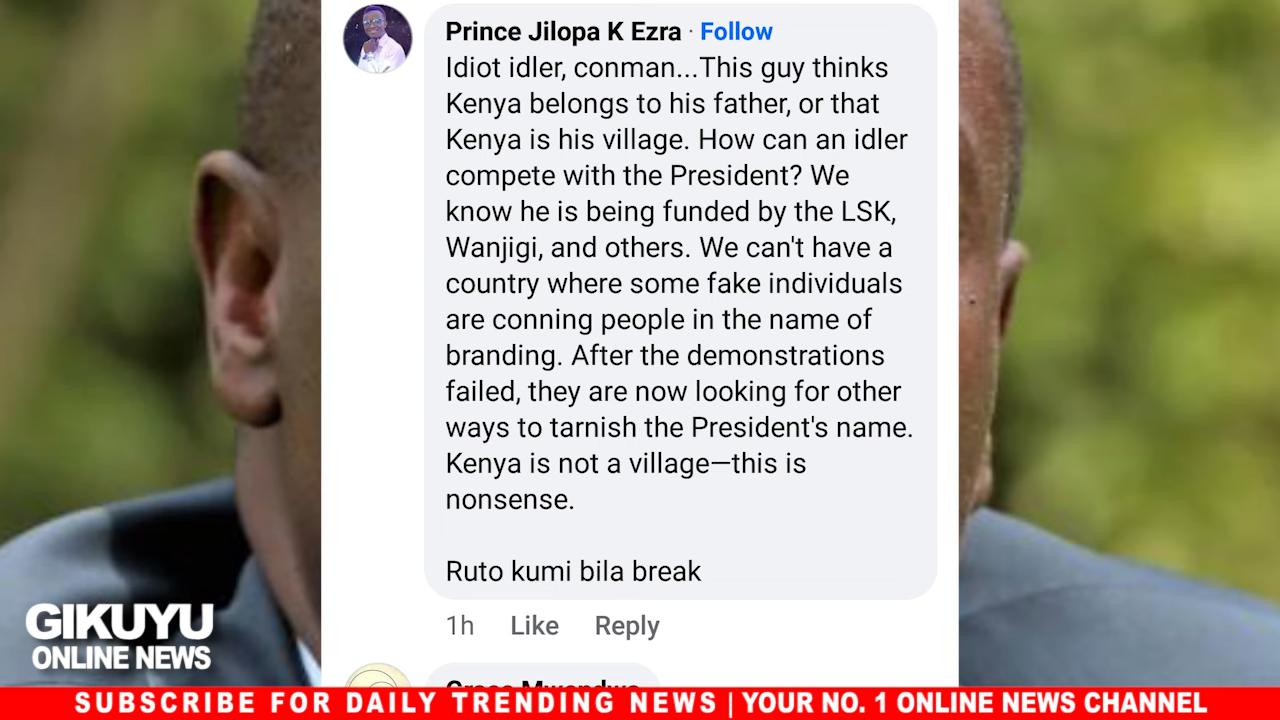 Prince Jilopa K Ezra · Follow
Idiot idler, conman...This guy thinks
Kenya belongs to his father, or that
Kenya is his village. How can an idler
compete with the President? We
know he is being funded by the LSK,
Wanjigi, and others. We can't have a
country where some fake individuals
are conning people in the name of
branding. After the demonstrations
failed, they are now looking for other
ways to tarnish the President's name.
Kenya is not a village—this is
nonsense.
Ruto kumi bila break
1h Like Reply
GIKUYU
ONLINE NEWS
SUBSCRIBE FOR DAILY TRENDING NEWS | YOUR NO. 1 ONLINE NEWS CHANNEL